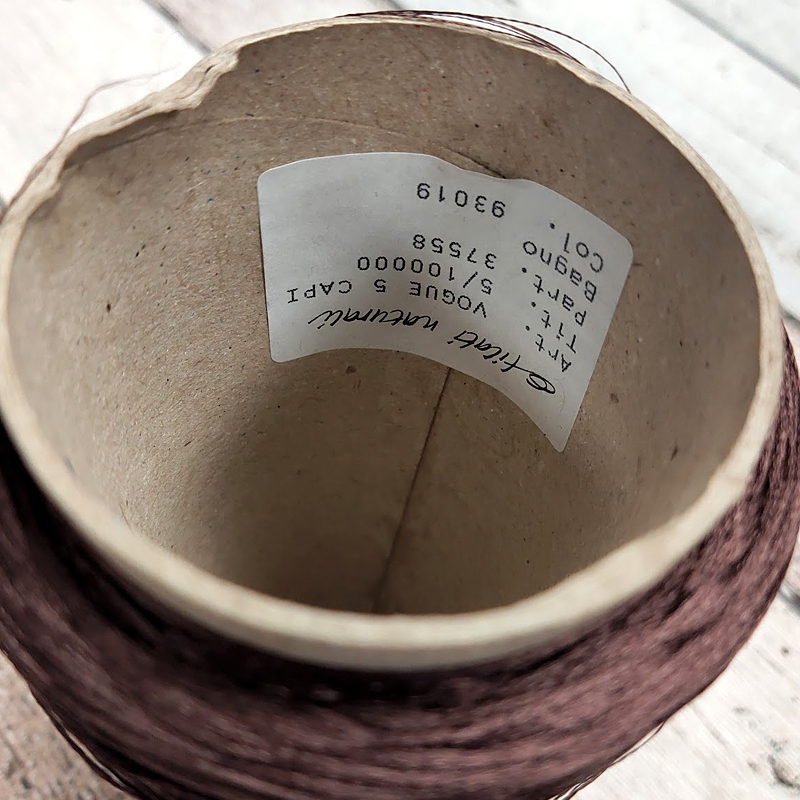 filati naturali
Art. VOGUE 5 CAPI
Tit. 5/100000
Part. 37558
Bagno
Col. 93019